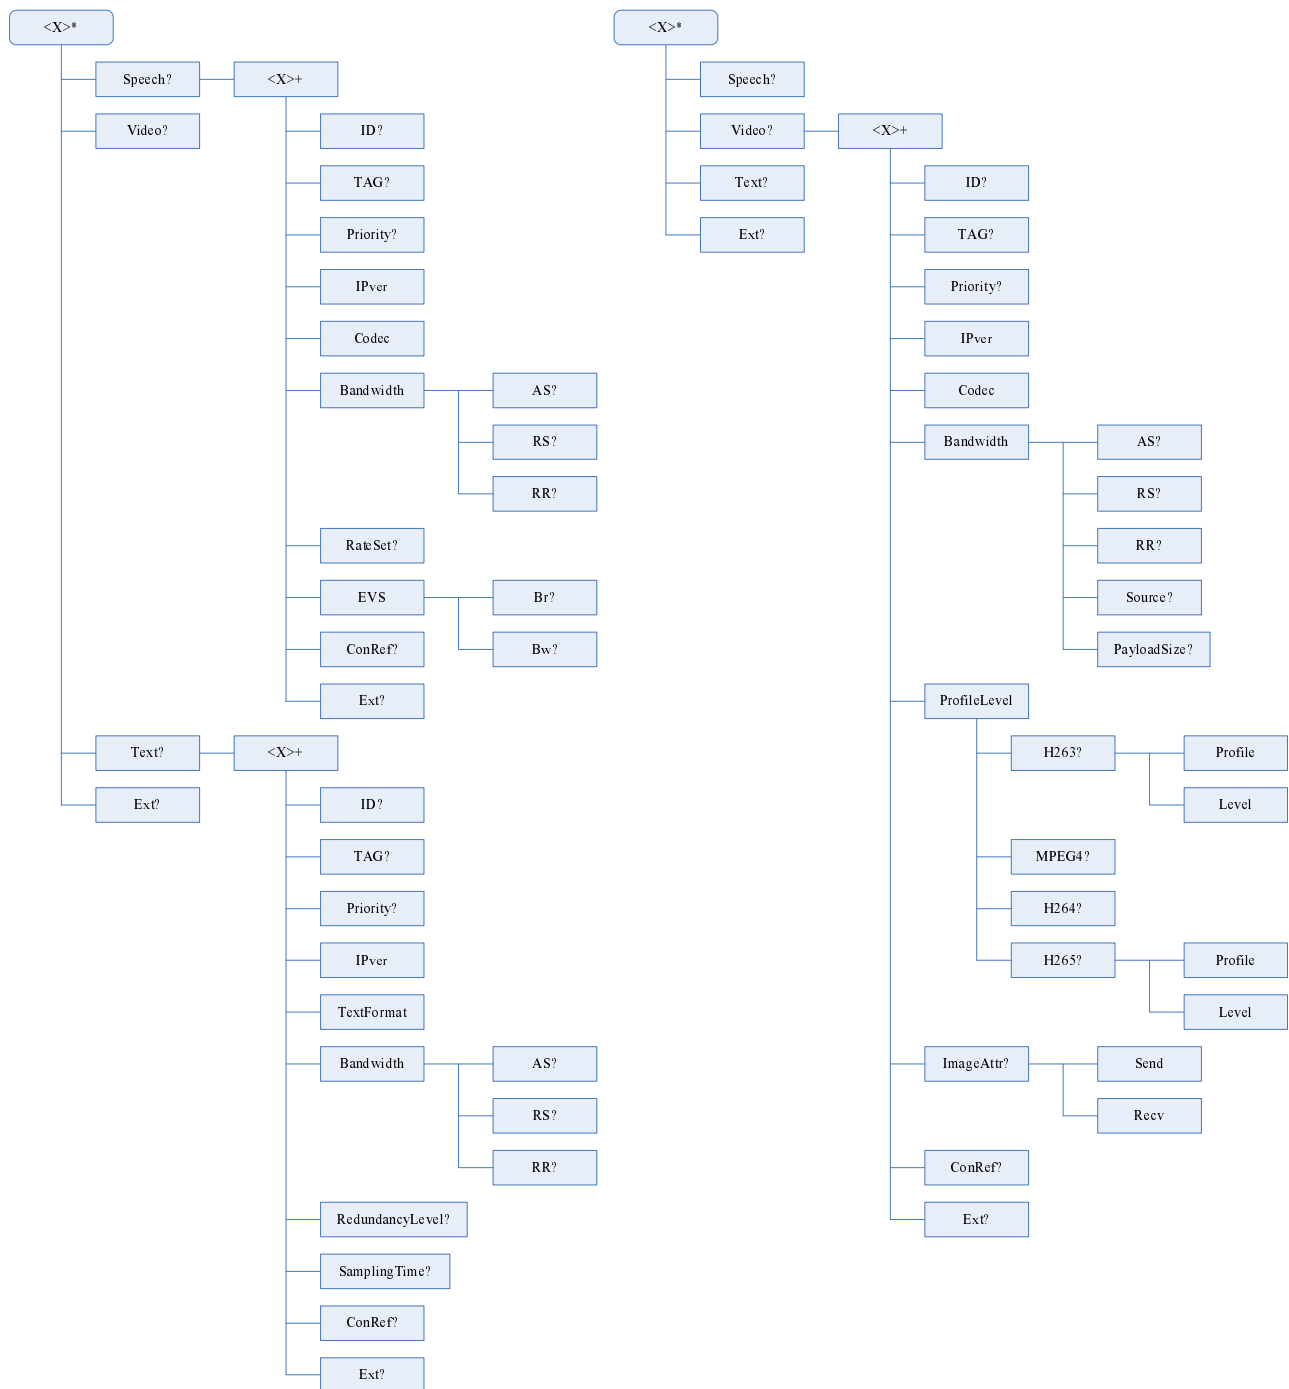 <X>*
Speech?
<X>+
Video?
ID?
TAG?
Priority?
IPver
Codec
Bandwidth
AS?
RS?
RR?
RateSet?
EVS
Br?
Bw?
ConRef?
Ext?
Text?
<X>+
Ext?
ID?
TAG?
Priority?
IPver
TextFormat
Bandwidth
AS?
RS?
RR?
RedundancyLevel?
SamplingTime?
ConRef?
Ext?
<X>*
Speech?
Video?
<X>+
Text?
Ext?
ID?
TAG?
Priority?
IPver
Codec
Bandwidth
AS?
RS?
RR?
Source?
PayloadSize?
ProfileLevel
H263?
Profile
Level
MPEG4?
H264?
H265?
Profile
Level
ImageAttr?
Send
Recv
ConRef?
Ext?